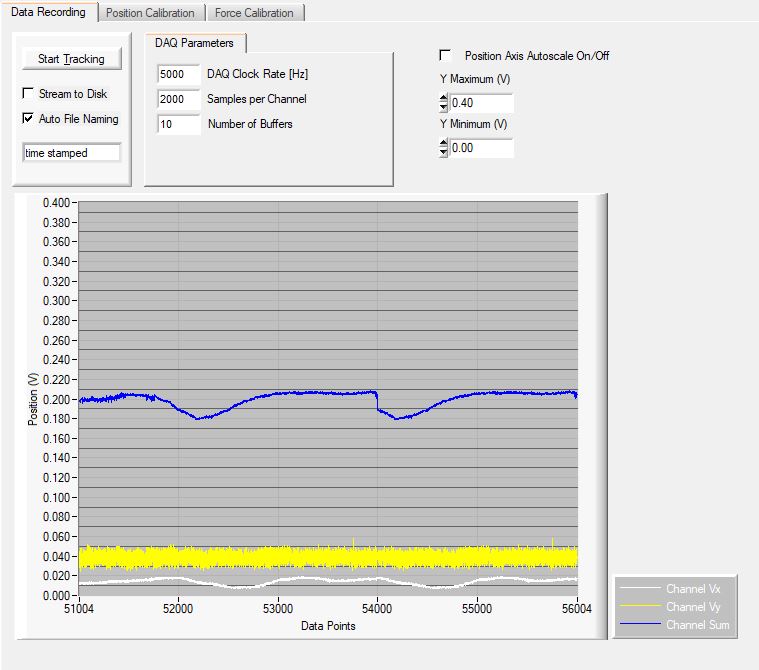 Data Recording
Position Calibration
Force Calibration
Start Tracking
Stream to Disk
Auto File Naming
time stamped
DAQ Parameters
5000 DAQ Clock Rate [Hz]
2000 Samples per Channel
10 Number of Buffers
Position Axis Autoscale On/Off
Y Maximum (V)
0.40
Y Minimum (V)
0.00
Position (V)
0.400
0.380
0.360
0.340
0.320
0.300
0.280
0.260
0.240
0.220
0.200
0.180
0.160
0.140
0.120
0.100
0.080
0.060
0.040
0.020
0.000
51004 52000 53000 54000 55000 56004
Data Points
Channel Vx
Channel Vy
Channel Sum